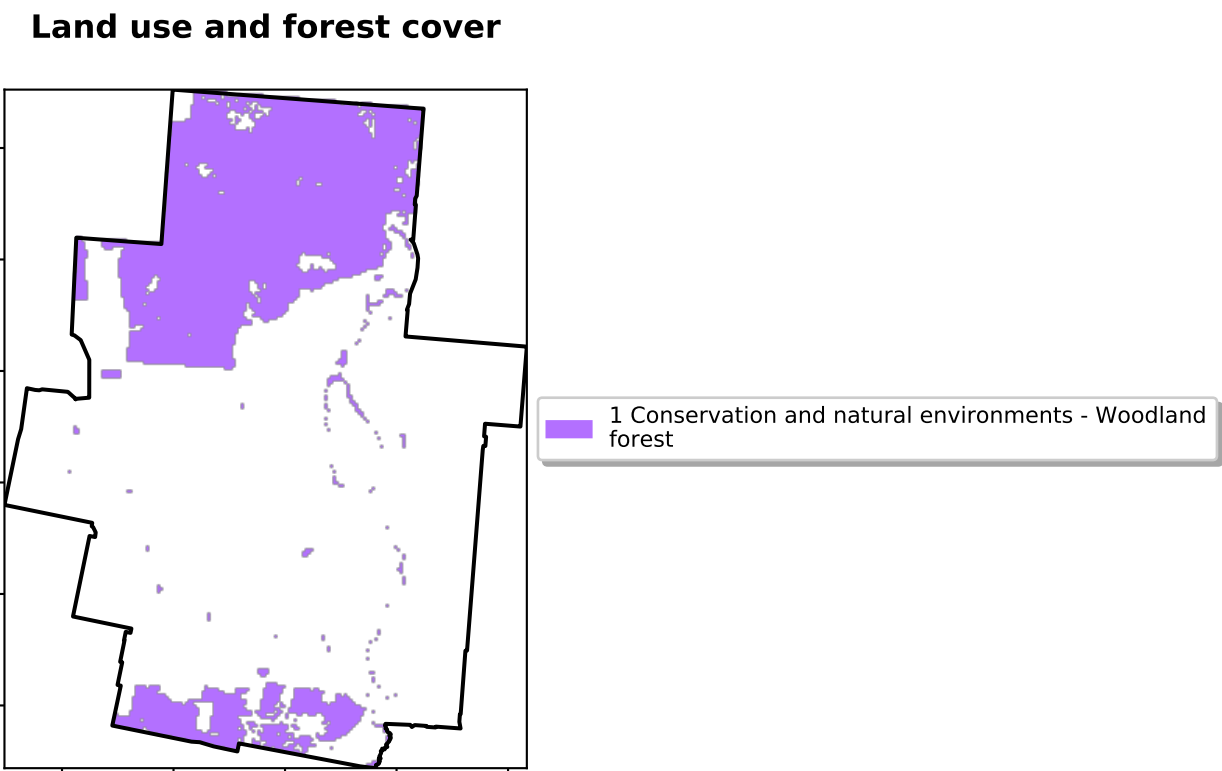 Land use and forest cover
1 Conservation and natural environments - Woodland
forest